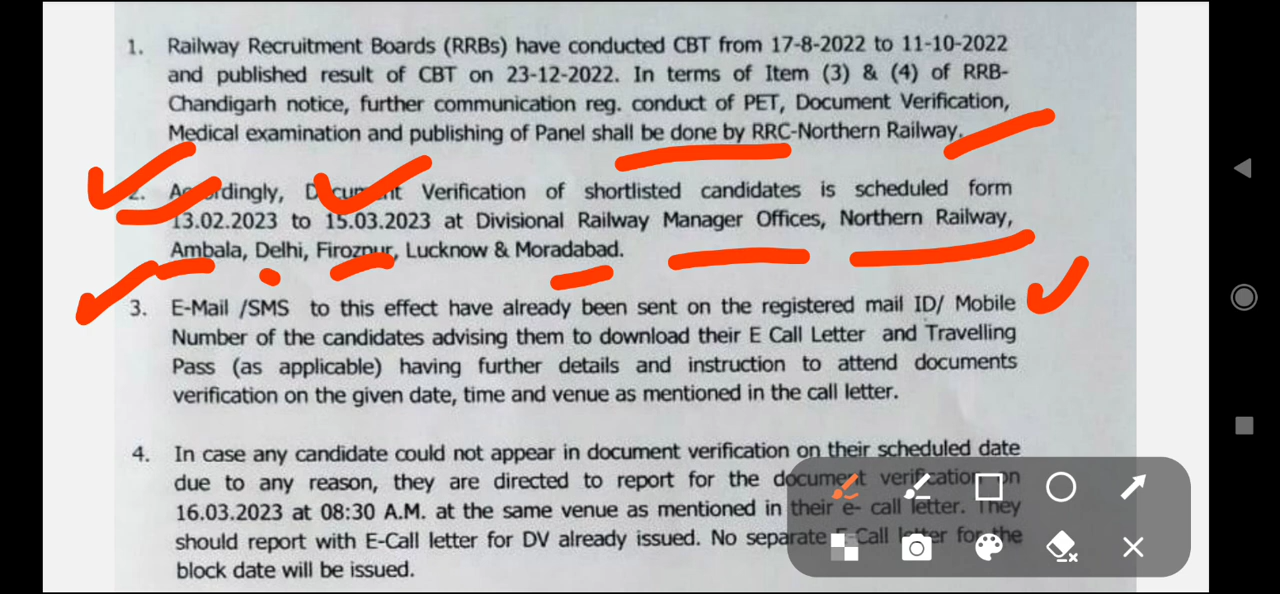 1. Railway Recruitment Boards (RRBs) have conducted CBT from 17-8-2022 to 11-10-2022
and published result of CBT on 23-12-2022. In terms of Item (3) & (4) of RRB-
Chandigarh notice, further communication reg. conduct of PET, Document Verification,
Medical examination and publishing of Panel shall be done by RRC-Northern Railway.
2. Accordingly, Document Verification of shortlisted candidates is scheduled form
13.02.2023 to 15.03.2023 at Divisional Railway Manager Offices, Northern Railway,
Ambala, Delhi, Firozpur, Lucknow & Moradabad.
3. E-Mail /SMS to this effect have already been sent on the registered mail ID/ Mobile
Number of the candidates advising them to download their E Call Letter and Travelling
Pass (as applicable) having further details and instruction to attend documents
verification on the given date, time and venue as mentioned in the call letter.
4. In case any candidate could not appear in document verification on their scheduled date
due to any reason, they are directed to report for the document verification on
16.03.2023 at 08:30 A.M. at the same venue as mentioned in their e- call letter. They
should report with E-Call letter for DV already issued. No separate E-Call letter for the
block date will be issued.